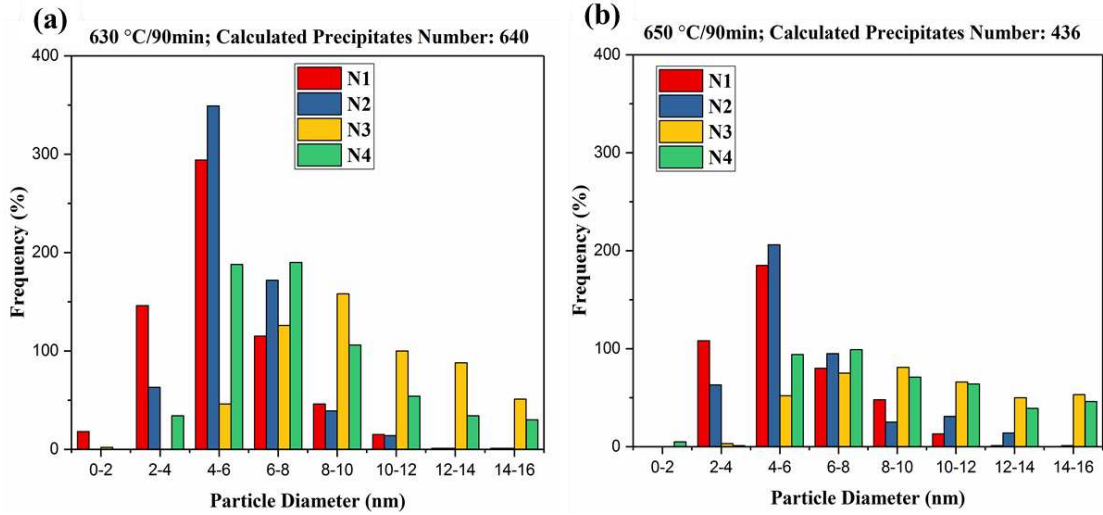 (a)
630 °C/90min; Calculated Precipitates Number: 640
400
300
200
100
0
Frequency (%)
N1
N2
N3
N4
0-2 2-4 4-6 6-8 8-10 10-12 12-14 14-16
Particle Diameter (nm)
(b)
650 °C/90min; Calculated Precipitates Number: 436
400
300
200
100
0
Frequency (%)
N1
N2
N3
N4
0-2 2-4 4-6 6-8 8-10 10-12 12-14 14-16
Particle Diameter (nm)